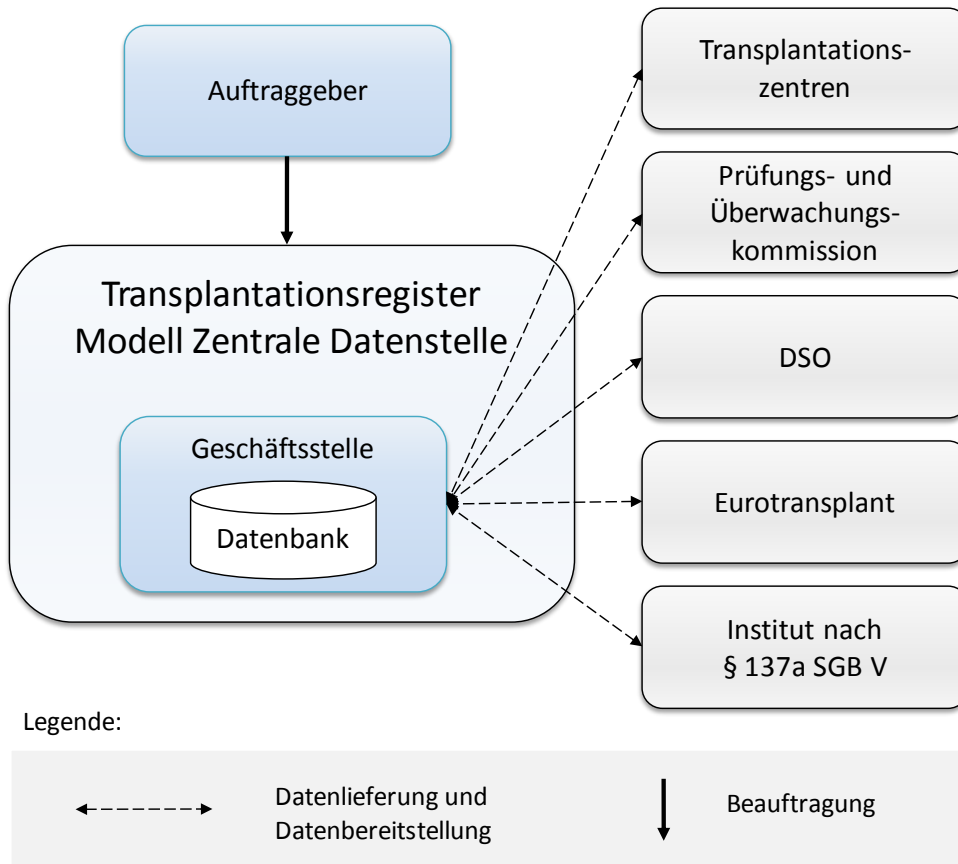 Auftraggeber
Transplantationsregister
Modell Zentrale Datenstelle
Geschäftsstelle
Datenbank
Transplantations-
zentren
Prüfungs- und
Überwachungs-
kommission
DSO
Eurotransplant
Institut nach
§ 137a SGB V
Legende:
Datenlieferung und
Datenbereitstellung
Beauftragung